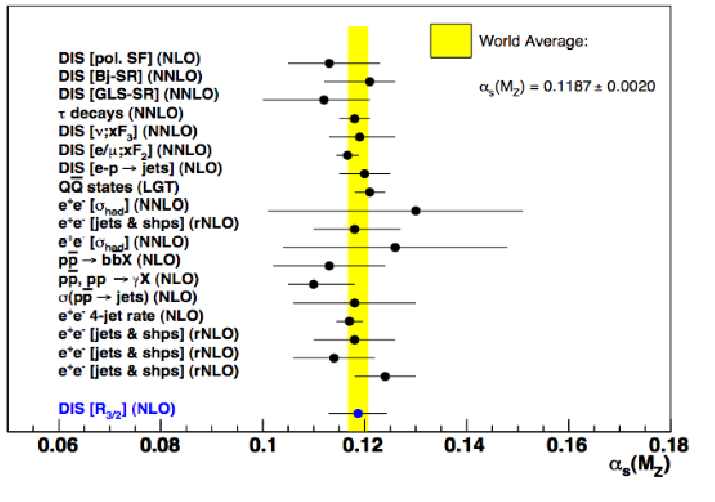 World Average:
αs(MZ) = 0.1187 ± 0.0020
DIS [pol. SF] (NLO)
DIS [Bj-SR] (NNLO)
DIS [GLS-SR] (NNLO)
τ decays (NNLO)
DIS [ν;xF3] (NNLO)
DIS [e/μ;xF2] (NNLO)
DIS [e-p → jets] (NLO)
QQ̅ states (LGT)
e+e- [σhad] (NNLO)
e+e- [jets & shps] (rNLO)
e+e- [σhad] (NNLO)
pp̅ → bb̅X (NLO)
pp̅, pp → γX (NLO)
σ(pp̅ → jets) (NLO)
e+e- 4-jet rate (NLO)
e+e- [jets & shps] (rNLO)
e+e- [jets & shps] (rNLO)
e+e- [jets & shps] (rNLO)
DIS [R3/2] (NLO)
0.06 0.08 0.1 0.12 0.14 0.16 0.18
αs(MZ)